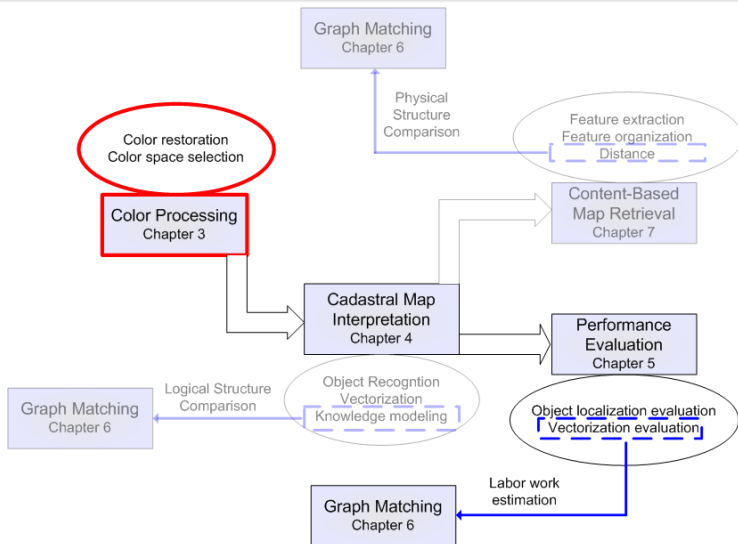 Graph Matching
Chapter 6
Physical
Structure
Comparison
Feature extraction
Feature organization
Distance
Color restoration
Color space selection
Color Processing
Chapter 3
Content-Based
Map Retrieval
Chapter 7
Cadastral Map
Interpretation
Chapter 4
Performance
Evaluation
Chapter 5
Logical Structure
Comparison
Object Recogntion
Vectorization
Knowledge modeling
Graph Matching
Chapter 6
Object localization evaluation
Vectorization evaluation
Labor work
estimation
Graph Matching
Chapter 6